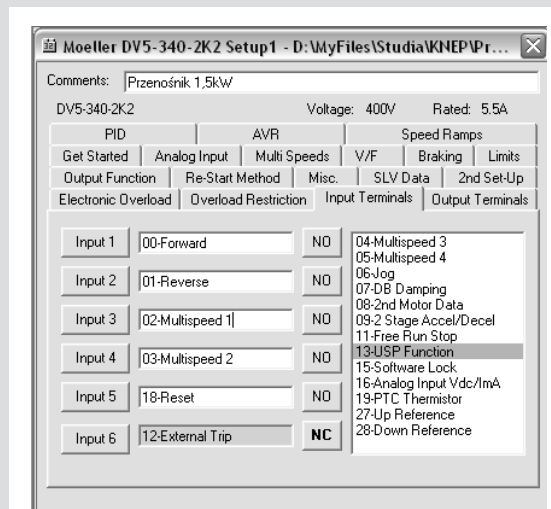 Moeller DV5-340-2K2 Setup1 - D:\MyFiles\Studia\KNEP\Pr...
Comments: Przenośnik 1,5kW
DV5-340-2K2 Voltage: 400V Rated: 5.5A
PID AVR Speed Ramps
Get Started Analog Input Multi Speeds V/F Braking Limits
Output Function Re-Start Method Misc. SLV Data 2nd Set-Up
Electronic Overload Overload Restriction Input Terminals Output Terminals
Input 1 00-Forward NO
Input 2 01-Reverse NO
Input 3 02-Multispeed 1 NO
Input 4 03-Multispeed 2 NO
Input 5 18-Reset NO
Input 6 12-External Trip NC
04-Multispeed 3
05-Multispeed 4
06-Jog
07-DB Damping
08-2nd Motor Data
09-2 Stage Accel/Decel
11-Free Run Stop
13-USP Function
15-Software Lock
16-Analog Input Vdc/ImA
19-PTC Thermistor
27-Up Reference
28-Down Reference